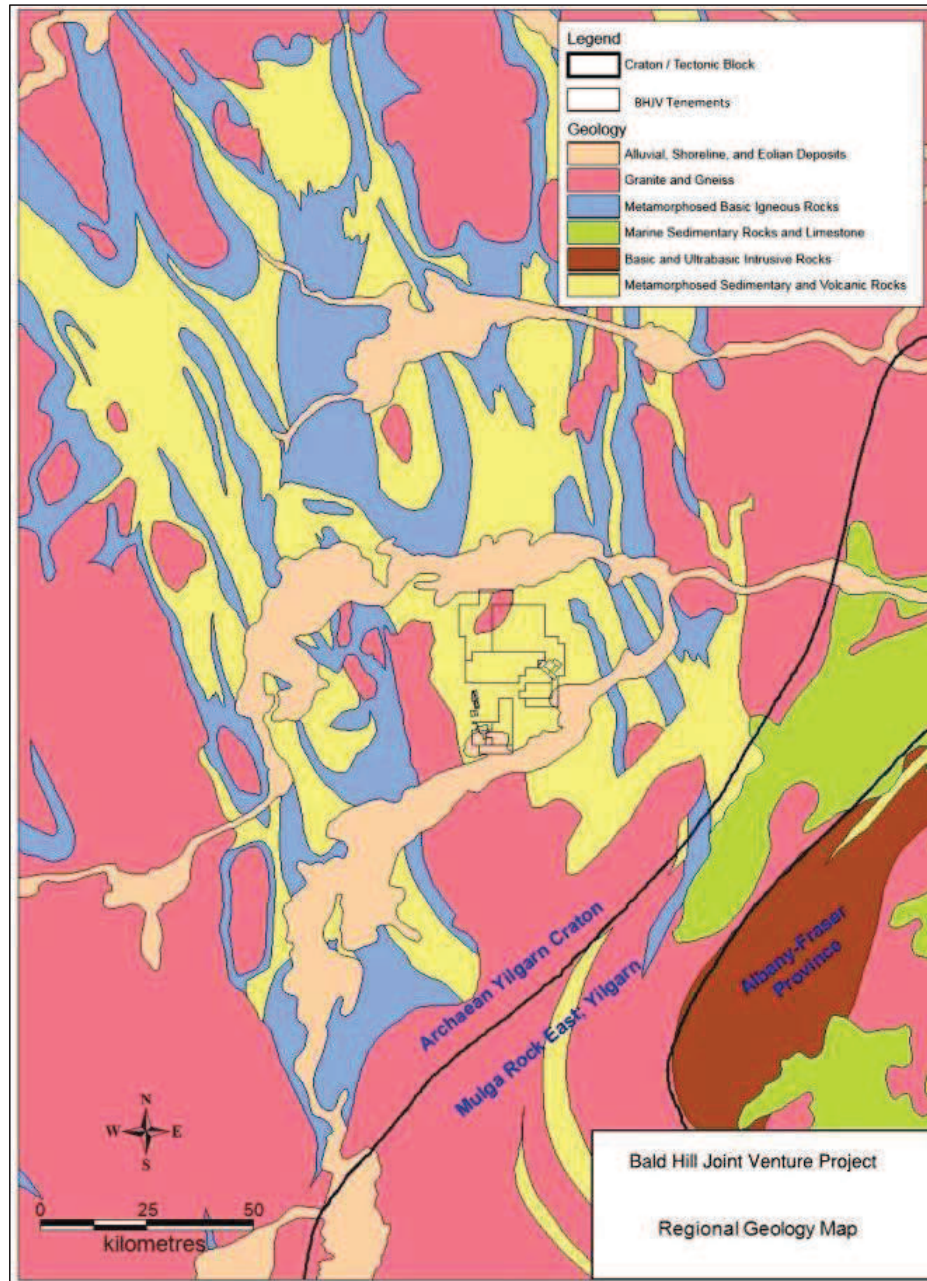 Legend
Craton / Tectonic Block
BHJV Tenements
Geology
Alluvial, Shoreline, and Eolian Deposits
Granite and Gneiss
Metamorphosed Basic Igneous Rocks
Marine Sedimentary Rocks and Limestone
Basic and Ultrabasic Intrusive Rocks
Metamorphosed Sedimentary and Volcanic Rocks
Archaean Yilgarn Craton
Mulga Rock East; Yilgarn
Albany-Fraser
Province
N
W E
S
0 25 50
kilometres
Bald Hill Joint Venture Project
Regional Geology Map